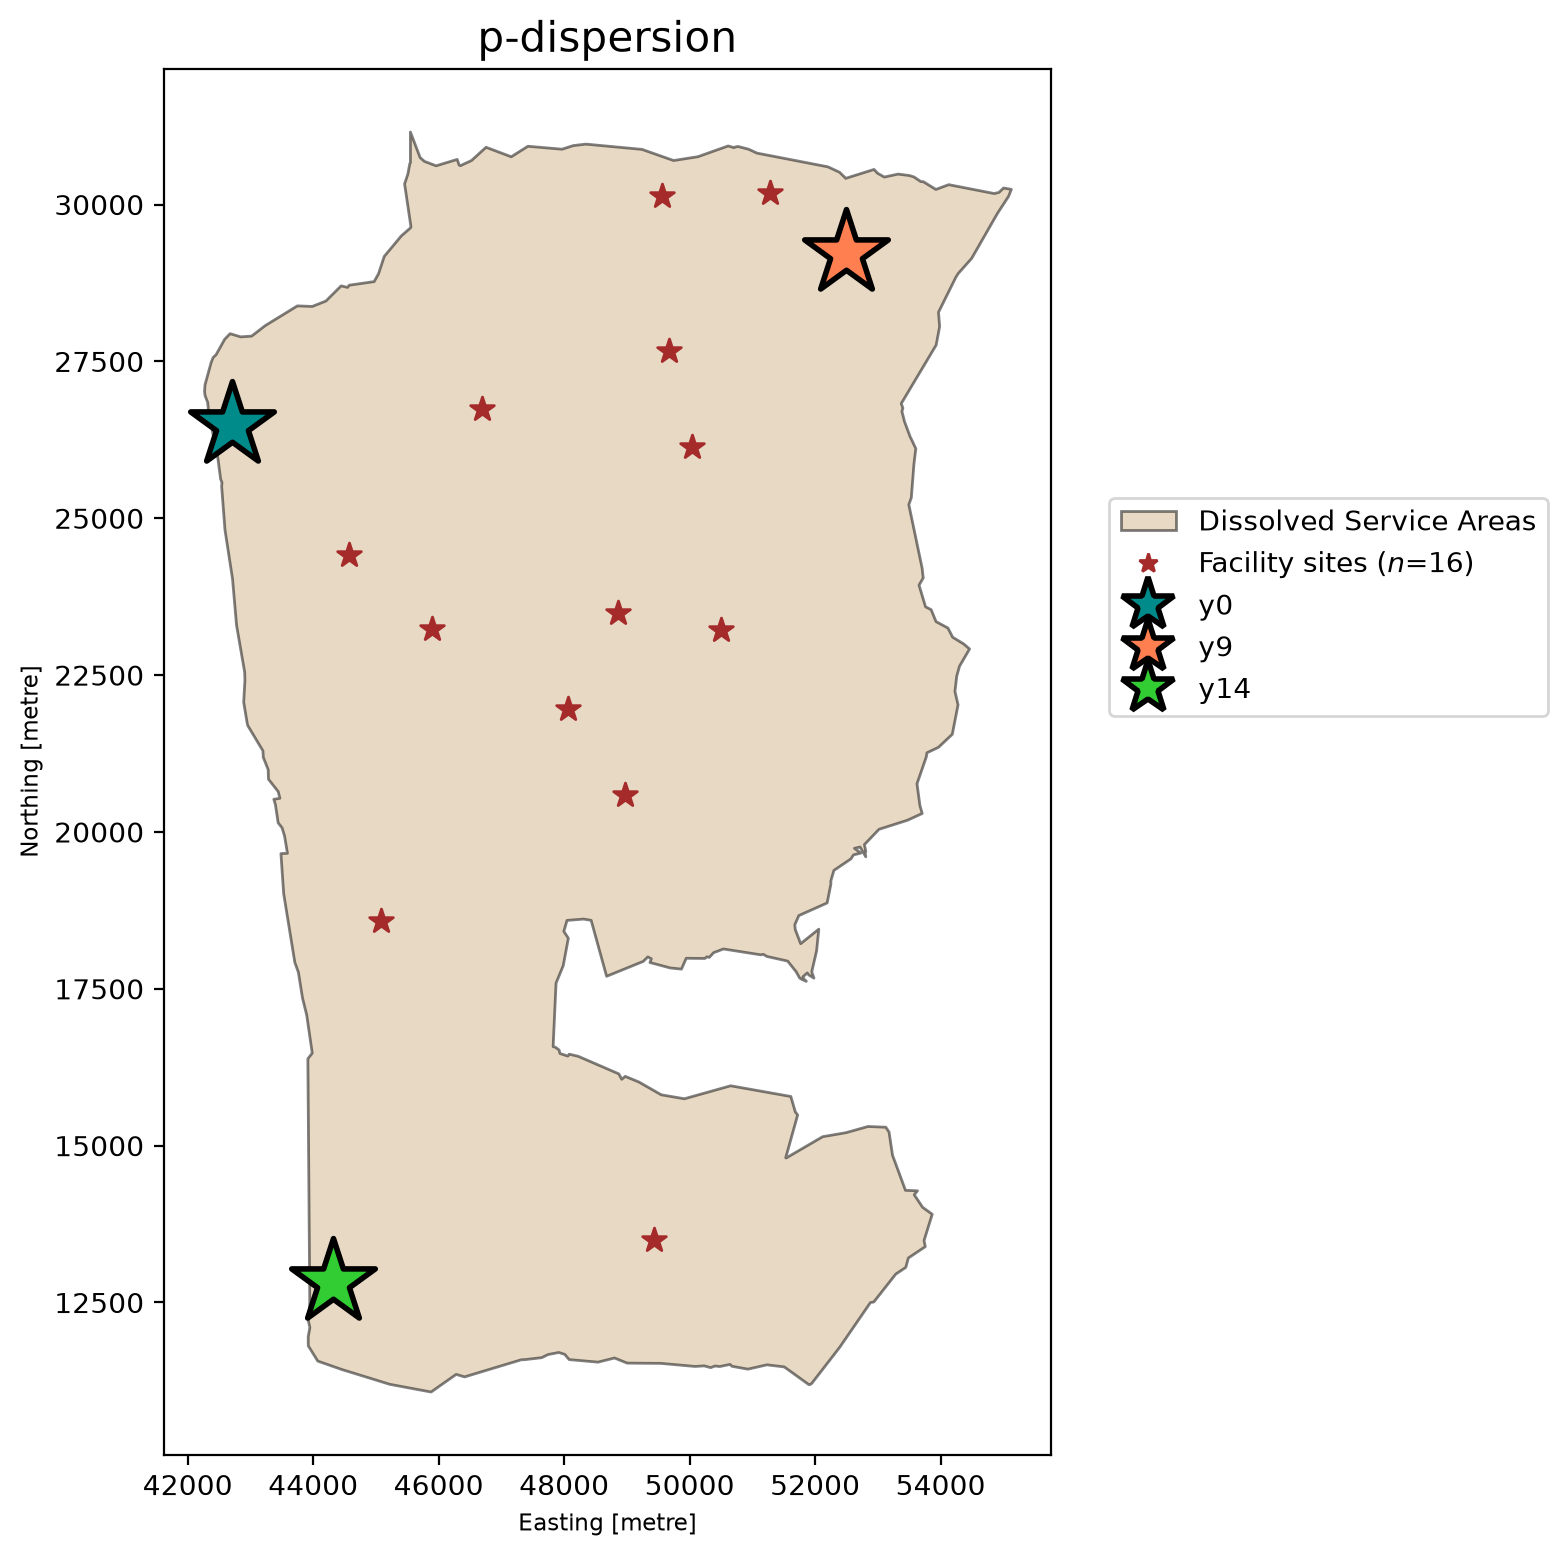 p-dispersion
30000
27500
25000
22500
20000
17500
15000
12500
Northing [metre]
42000 44000 46000 48000 50000 52000 54000
Easting [metre]
Dissolved Service Areas
Facility sites (n=16)
y0
y9
y14